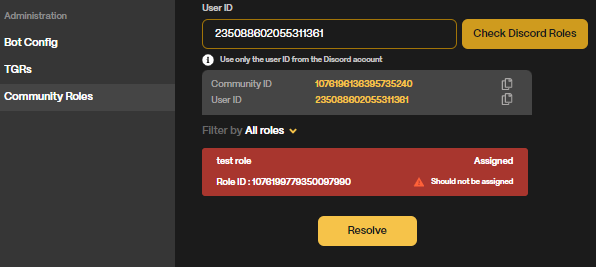 Administration
Bot Config
TGRs
Community Roles
User ID
235088602055311361
Check Discord Roles
Use only the user ID from the Discord account
Community ID 1076196136395735240
User ID 235088602055311361
Filter by All roles
test role Assigned
Role ID : 1076199779350097990 Should not be assigned
Resolve